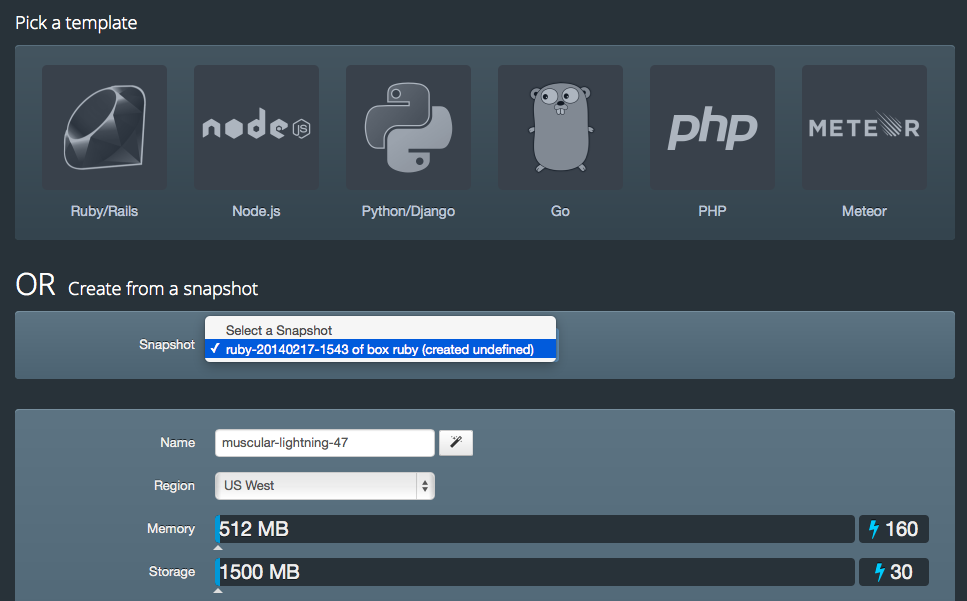 Pick a template
node JS
php
METEOR
Ruby/Rails
Node.js
Python/Django
Go
PHP
Meteor
OR Create from a snapshot
Snapshot
Select a Snapshot
✓ ruby-20140217-1543 of box ruby (created undefined)
Name muscular-lightning-47
Region US West
Memory 512 MB 160
Storage 1500 MB 30